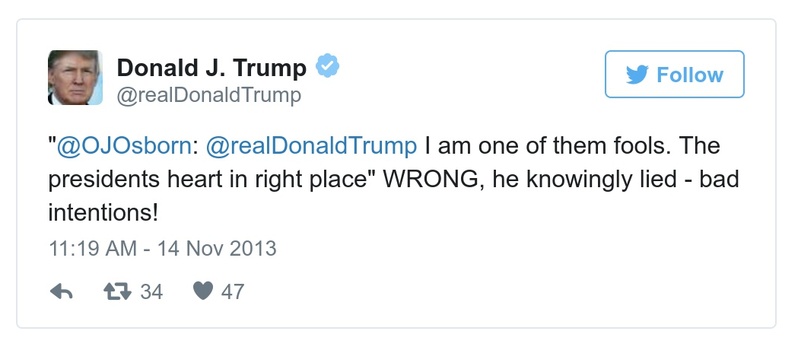 Donald J. Trump
Follow
@realDonaldTrump
"@OJOsborn: @realDonaldTrump I am one of them fools. The
presidents heart in right place" WRONG, he knowingly lied - bad
intentions!
11:19 AM - 14 Nov 2013
34 47